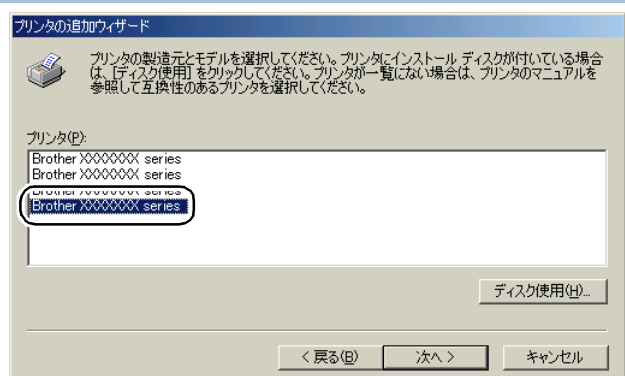 プリンタの追加ウィザード
プリンタの製造元とモデルを選択してください。プリンタにインストール ディスクが付いている場合
は、[ディスク使用] をクリックしてください。プリンタが一覧にない場合は、プリンタのマニュアルを
参照して互換性のあるプリンタを選択してください。
プリンタ(P):
Brother XXXXXXX series
Brother XXXXXXX series
Brother XXXXXXX series
Brother XXXXXXX series
ディスク使用(H)...
< 戻る(B) 次へ > キャンセル